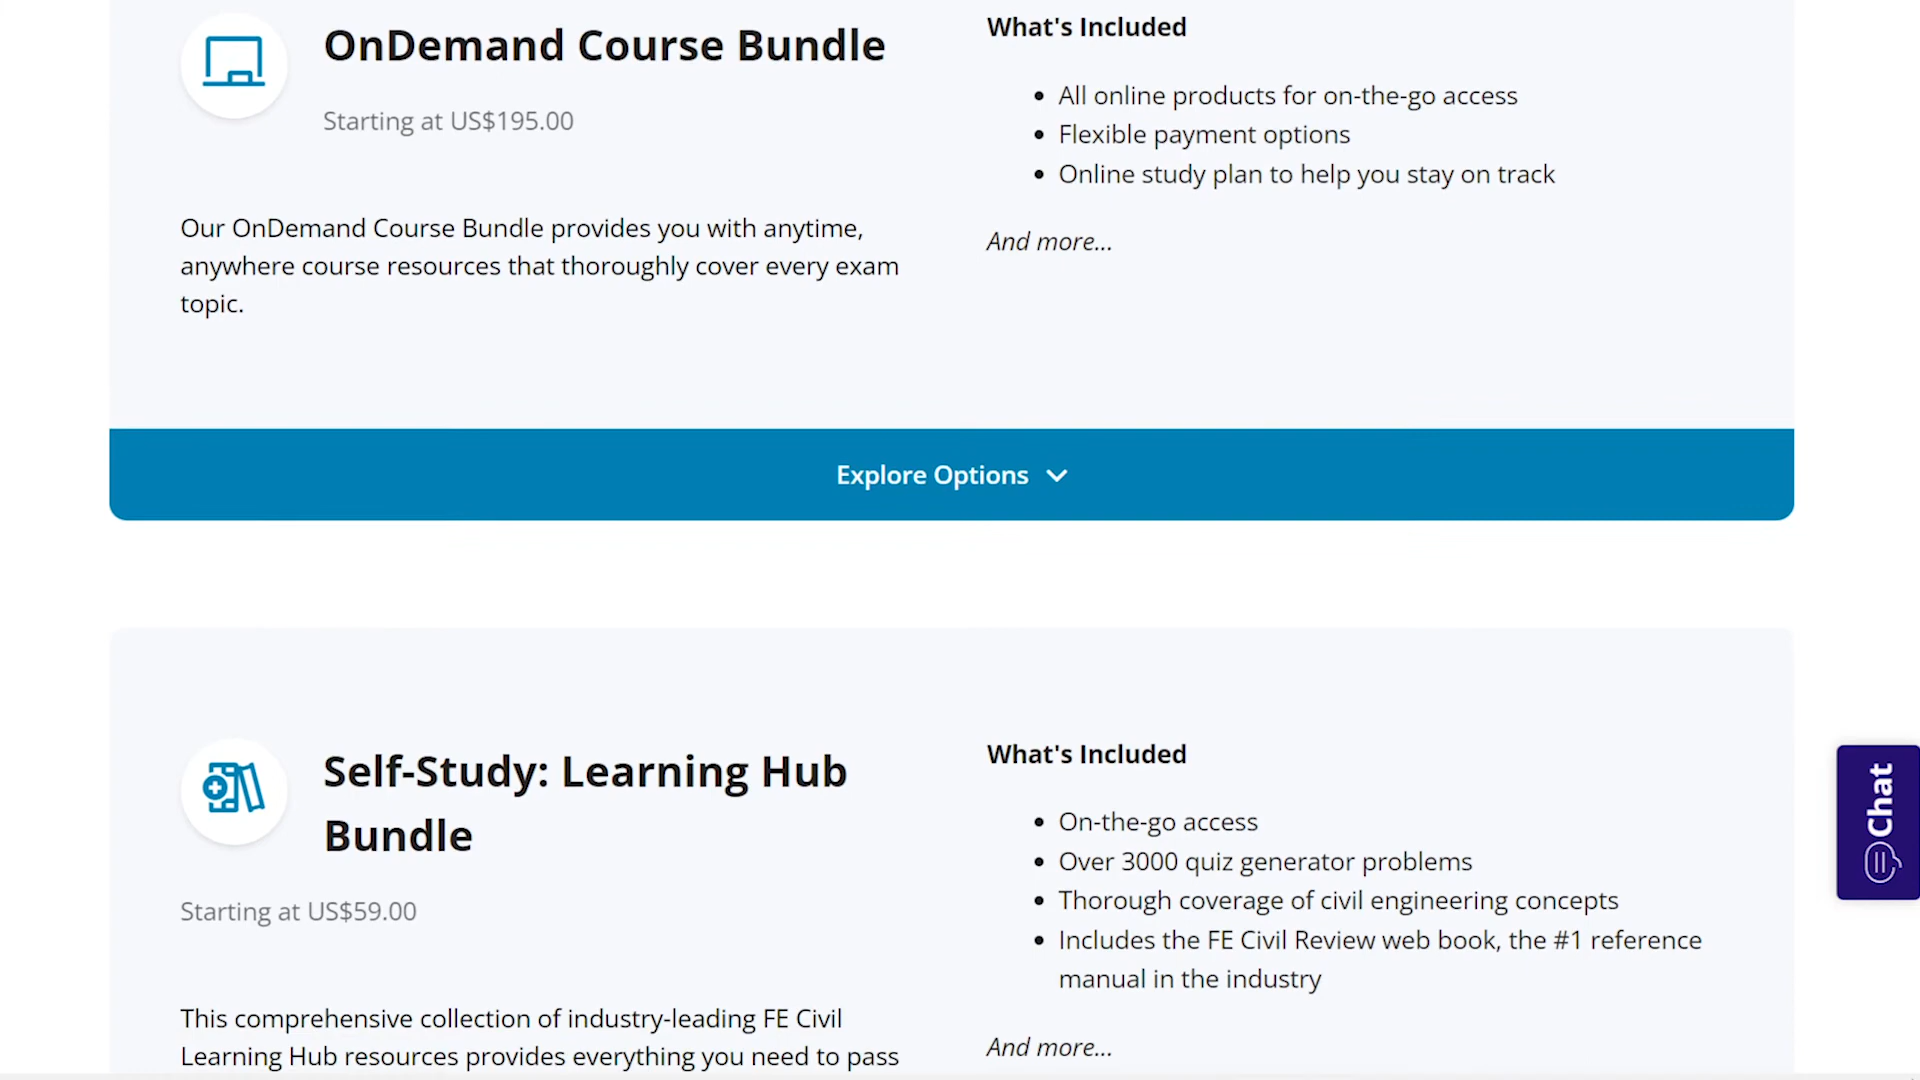 OnDemand Course Bundle
Starting at US$195.00
Our OnDemand Course Bundle provides you with anytime,
anywhere course resources that thoroughly cover every exam
topic.
What's Included
All online products for on-the-go access
Flexible payment options
Online study plan to help you stay on track
And more...
Explore Options
Self-Study: Learning Hub
Bundle
Starting at US$59.00
This comprehensive collection of industry-leading FE Civil
Learning Hub resources provides everything you need to pass
What's Included
On-the-go access
Over 3000 quiz generator problems
Thorough coverage of civil engineering concepts
Includes the FE Civil Review web book, the #1 reference
manual in the industry
And more...
Chat